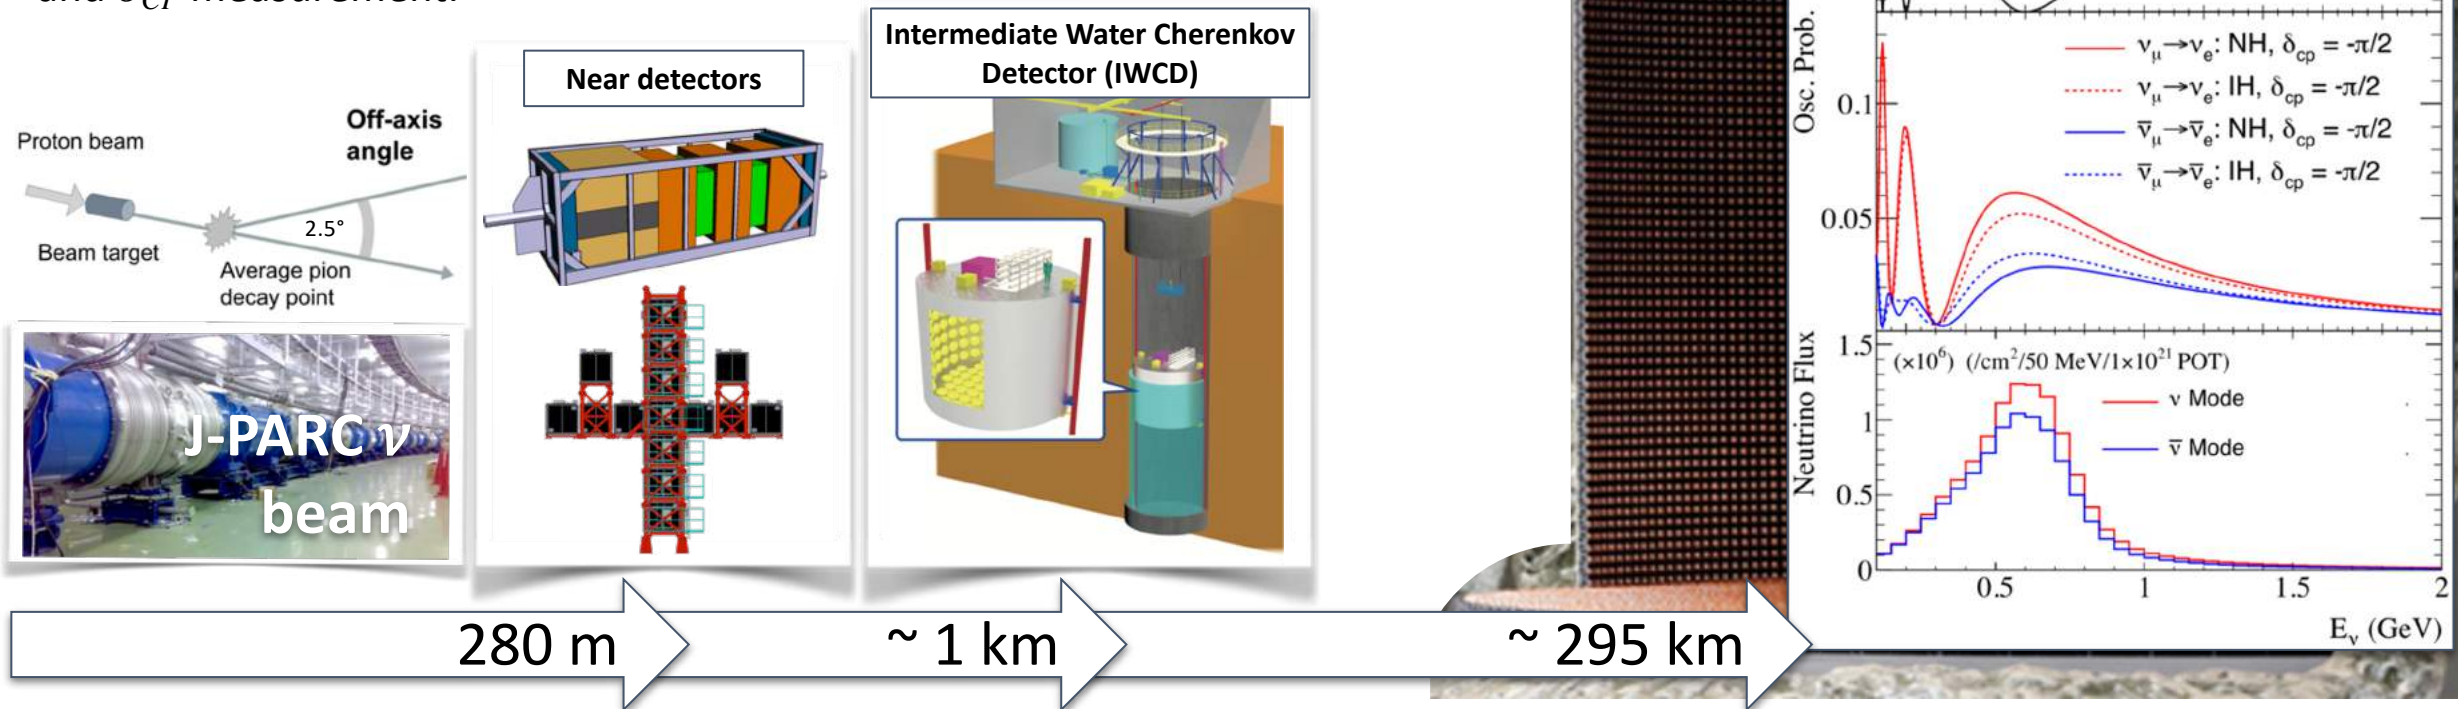 and δCP measurement.
Proton beam
Beam target
Off-axis
angle
2.5°
Average pion
decay point
J-PARC ν
beam
Near detectors
Intermediate Water Cherenkov
Detector (IWCD)
280 m
~ 1 km
~ 295 km
Osc. Prob.
0.1
0.05
νμ→νe: NH, δcp = -π/2
νμ→νe: IH, δcp = -π/2
ν̅μ→ν̅e: NH, δcp = -π/2
ν̅μ→ν̅e: IH, δcp = -π/2
Neutrino Flux
1.5
1
0.5
0
(×10⁶) (/cm²/50 MeV/1×10²¹ POT)
ν Mode
ν̅ Mode
0.5
1
1.5
2
Eν (GeV)